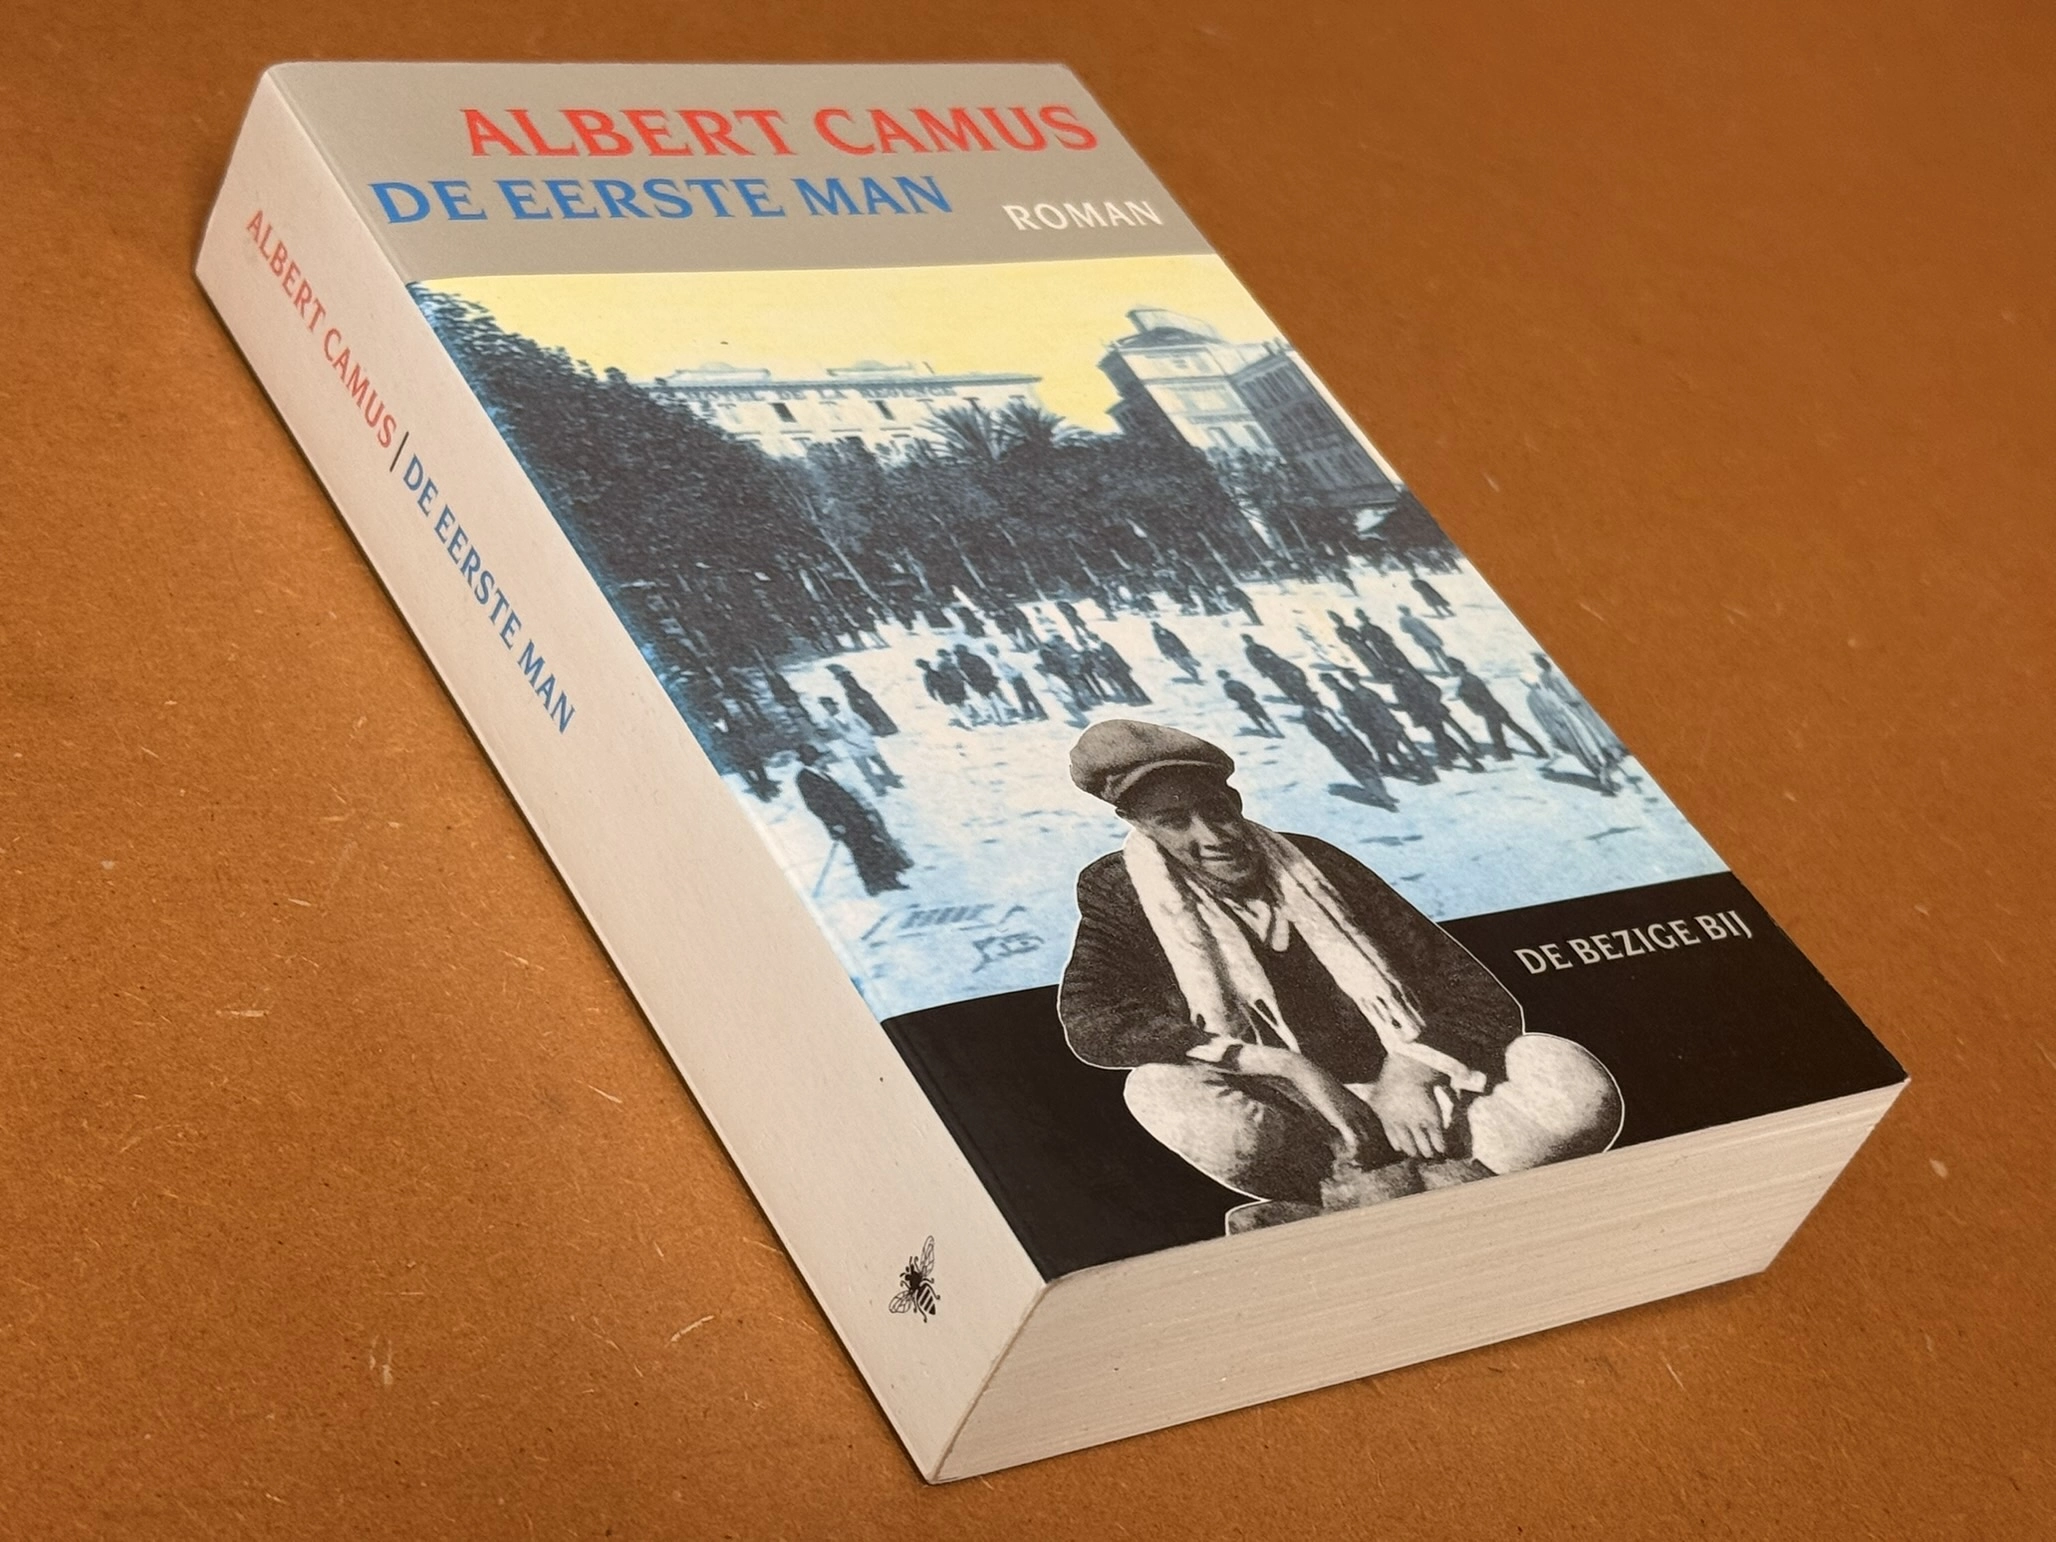 ALBERT CAMUS
DE EERSTE MAN
ROMAN
DE BEZIGE BIJ
ALBERT CAMUS | DE EERSTE MAN